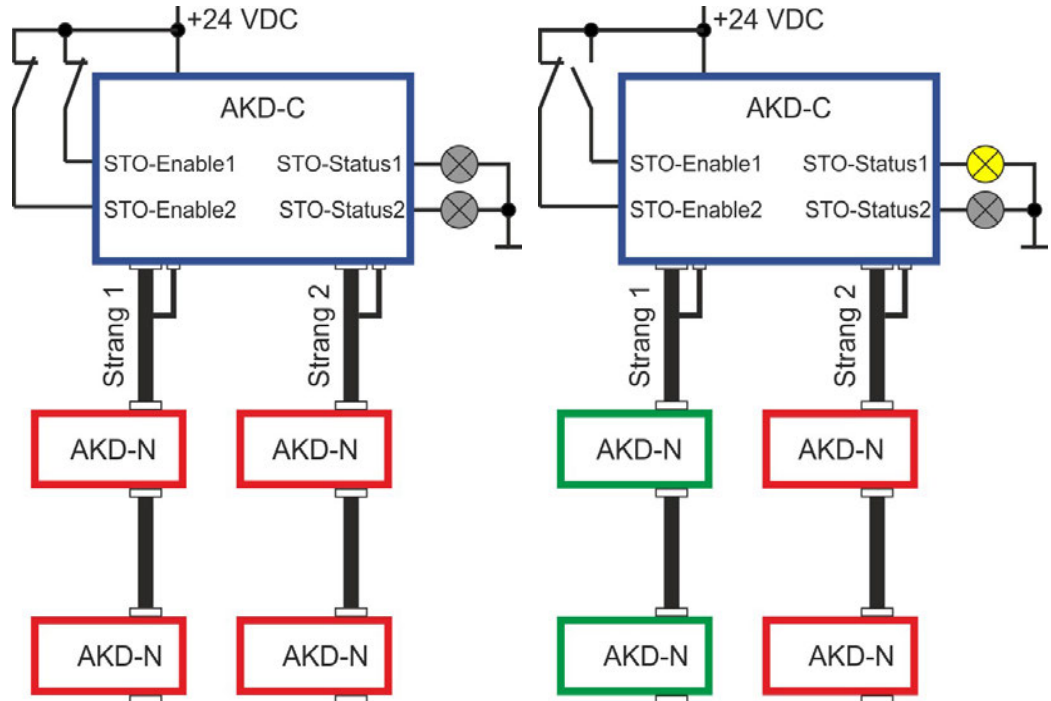 +24 VDC
AKD-C
STO-Enable1 STO-Status1
STO-Enable2 STO-Status2
Strang 1
Strang 2
AKD-N AKD-N
AKD-N AKD-N
+24 VDC
AKD-C
STO-Enable1 STO-Status1
STO-Enable2 STO-Status2
Strang 1
Strang 2
AKD-N AKD-N
AKD-N AKD-N